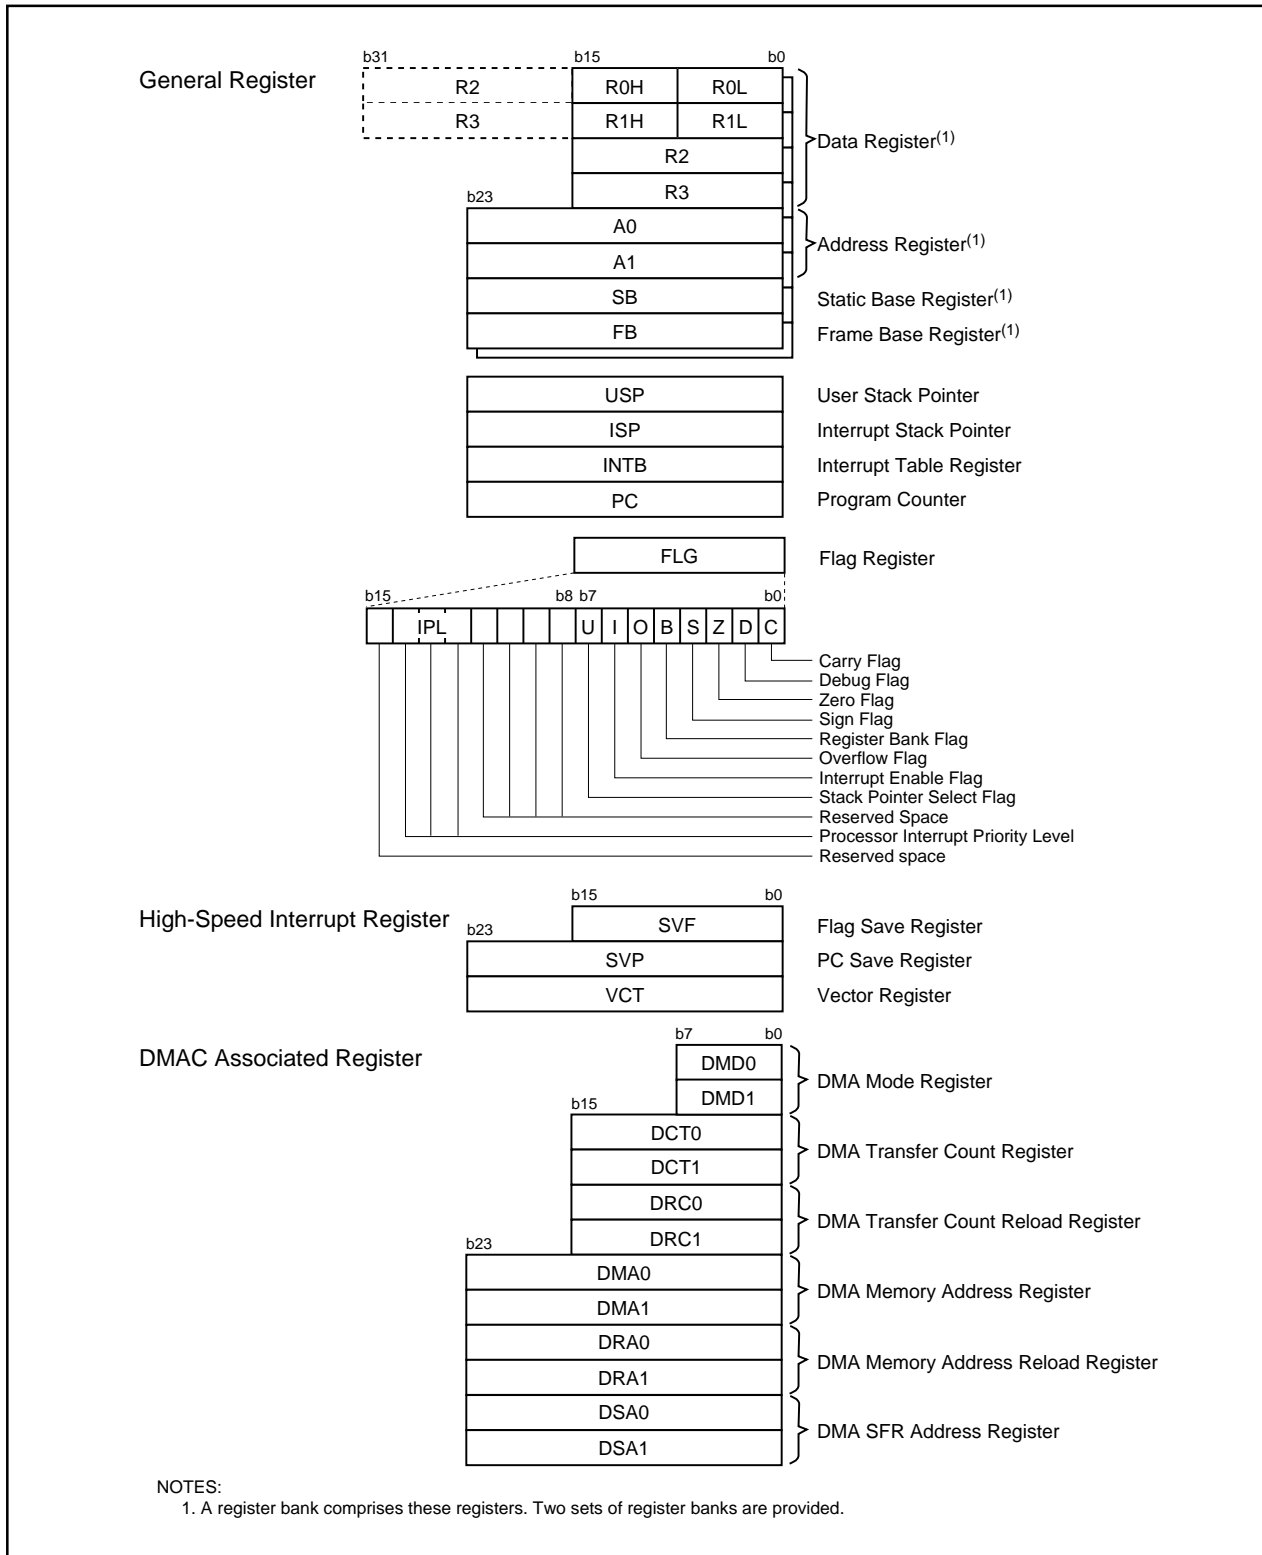 b31 b15 b0
General Register
R2 R0H R0L
R3 R1H R1L
Data Register(1)
R2
R3
b23
A0
Address Register(1)
A1
SB Static Base Register(1)
FB Frame Base Register(1)
USP User Stack Pointer
ISP Interrupt Stack Pointer
INTB Interrupt Table Register
PC Program Counter
FLG Flag Register
b15 b8 b7 b0
IPL U I O B S Z D C
Carry Flag
Debug Flag
Zero Flag
Sign Flag
Register Bank Flag
Overflow Flag
Interrupt Enable Flag
Stack Pointer Select Flag
Reserved Space
Processor Interrupt Priority Level
Reserved space
b15 b0
High-Speed Interrupt Register
SVF Flag Save Register
b23
SVP PC Save Register
VCT Vector Register
b7 b0
DMAC Associated Register
DMD0
DMA Mode Register
DMD1
b15
DCT0
DMA Transfer Count Register
DCT1
DRC0
DMA Transfer Count Reload Register
DRC1
b23
DMA0
DMA Memory Address Register
DMA1
DRA0
DMA Memory Address Reload Register
DRA1
DSA0
DMA SFR Address Register
DSA1
NOTES:
1. A register bank comprises these registers. Two sets of register banks are provided.